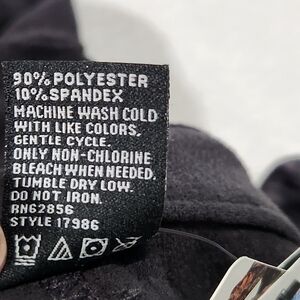 90% POLYESTER
10% SPANDEX
MACHINE WASH COLD
WITH LIKE COLORS.
GENTLE CYCLE.
ONLY NON-CHLORINE
BLEACH WHEN NEEDED.
TUMBLE DRY LOW.
DO NOT IRON.
RN62856
STYLE 17986